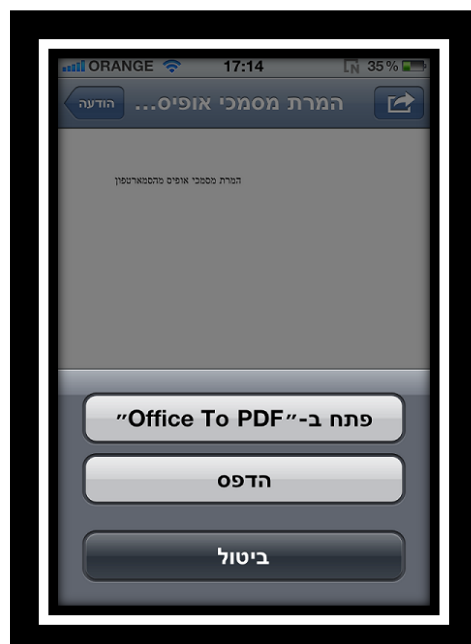 ORANGE 17:14 35%
הודעה המרת מסמכי אופיס...
המרת מסמכי אופיס מהסמארטפון
פתח ב-״Office To PDF״
הדפס
ביטול